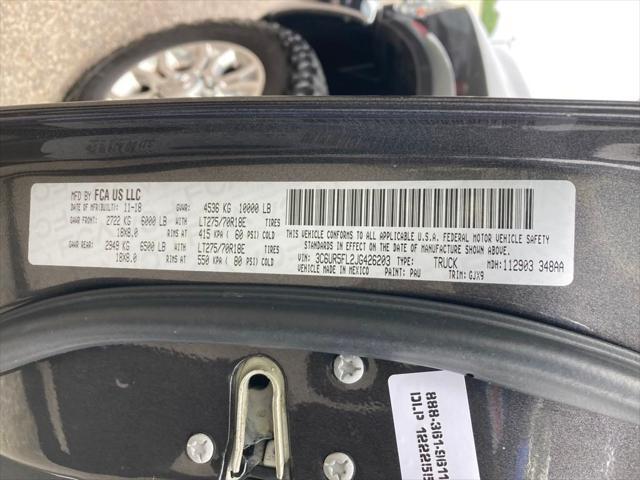 MFD BY FCA US LLC
DATE OF MFR(BUILT): 11-18 GVWR: 4536 KG 10000 LB
GAWR FRONT: 2722 KG 6000 LB WITH LT275/70R18E TIRES
18X8.0 RIMS AT 415 KPA ( 60 PSI) COLD
GAWR REAR: 2948 KG 6500 LB WITH LT275/70R18E TIRES
18X8.0 RIMS AT 550 KPA ( 80 PSI) COLD
THIS VEHICLE CONFORMS TO ALL APPLICABLE U.S.A. FEDERAL MOTOR VEHICLE SAFETY
STANDARDS IN EFFECT ON THE DATE OF MANUFACTURE SHOWN ABOVE.
VIN: 3C6UR5FL2JG426203 TYPE: TRUCK MDH: 112903 348AA
VEHICLE MADE IN MEXICO PAINT: PAU TRIM: GJX9
888-361-9611